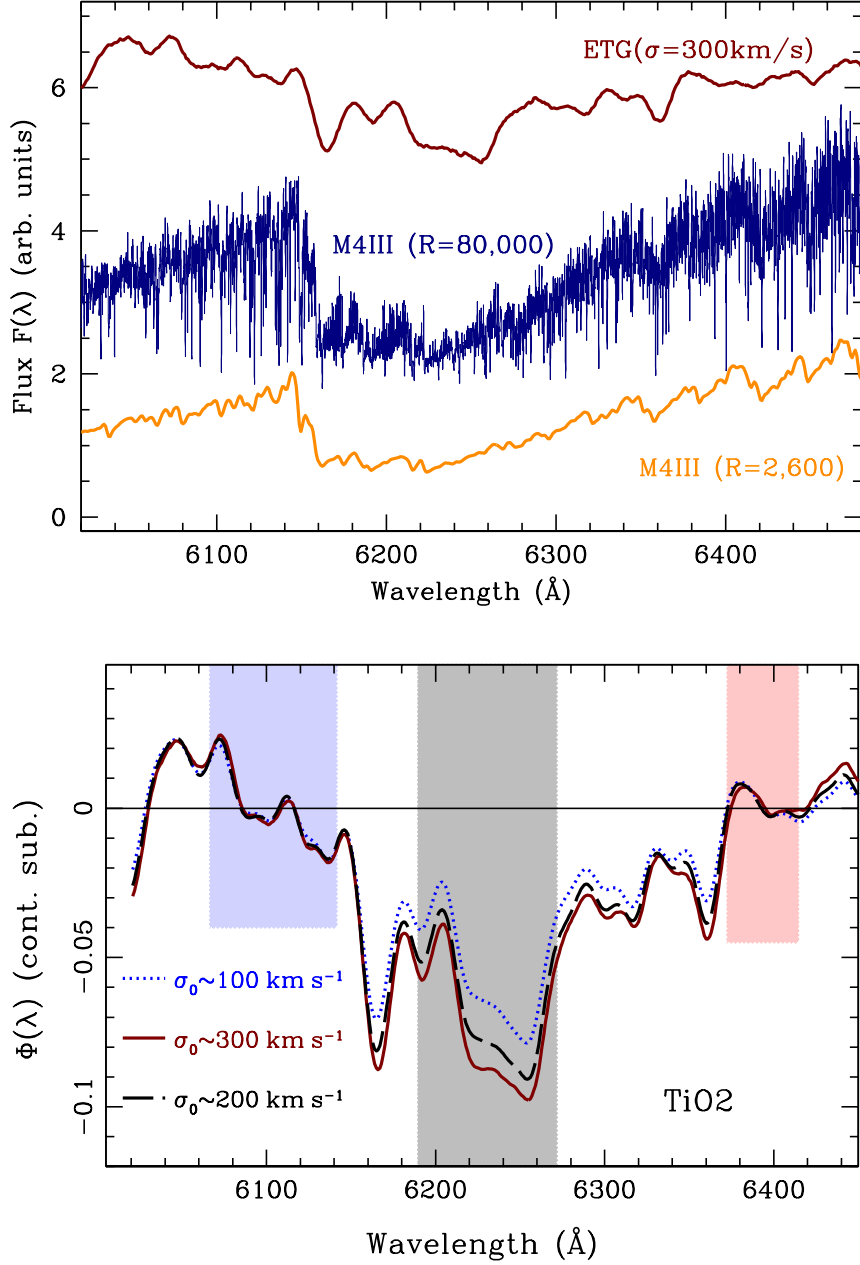 ETG(σ=300km/s)
M4III (R=80,000)
M4III (R=2,600)
Flux F(λ) (arb. units)
6
4
2
0
6100 6200 6300 6400
Wavelength (Å)
Φ(λ) (cont. sub.)
0
−0.05
−0.1
σ₀~100 km s⁻¹
σ₀~300 km s⁻¹
σ₀~200 km s⁻¹
TiO2
6100 6200 6300 6400
Wavelength (Å)